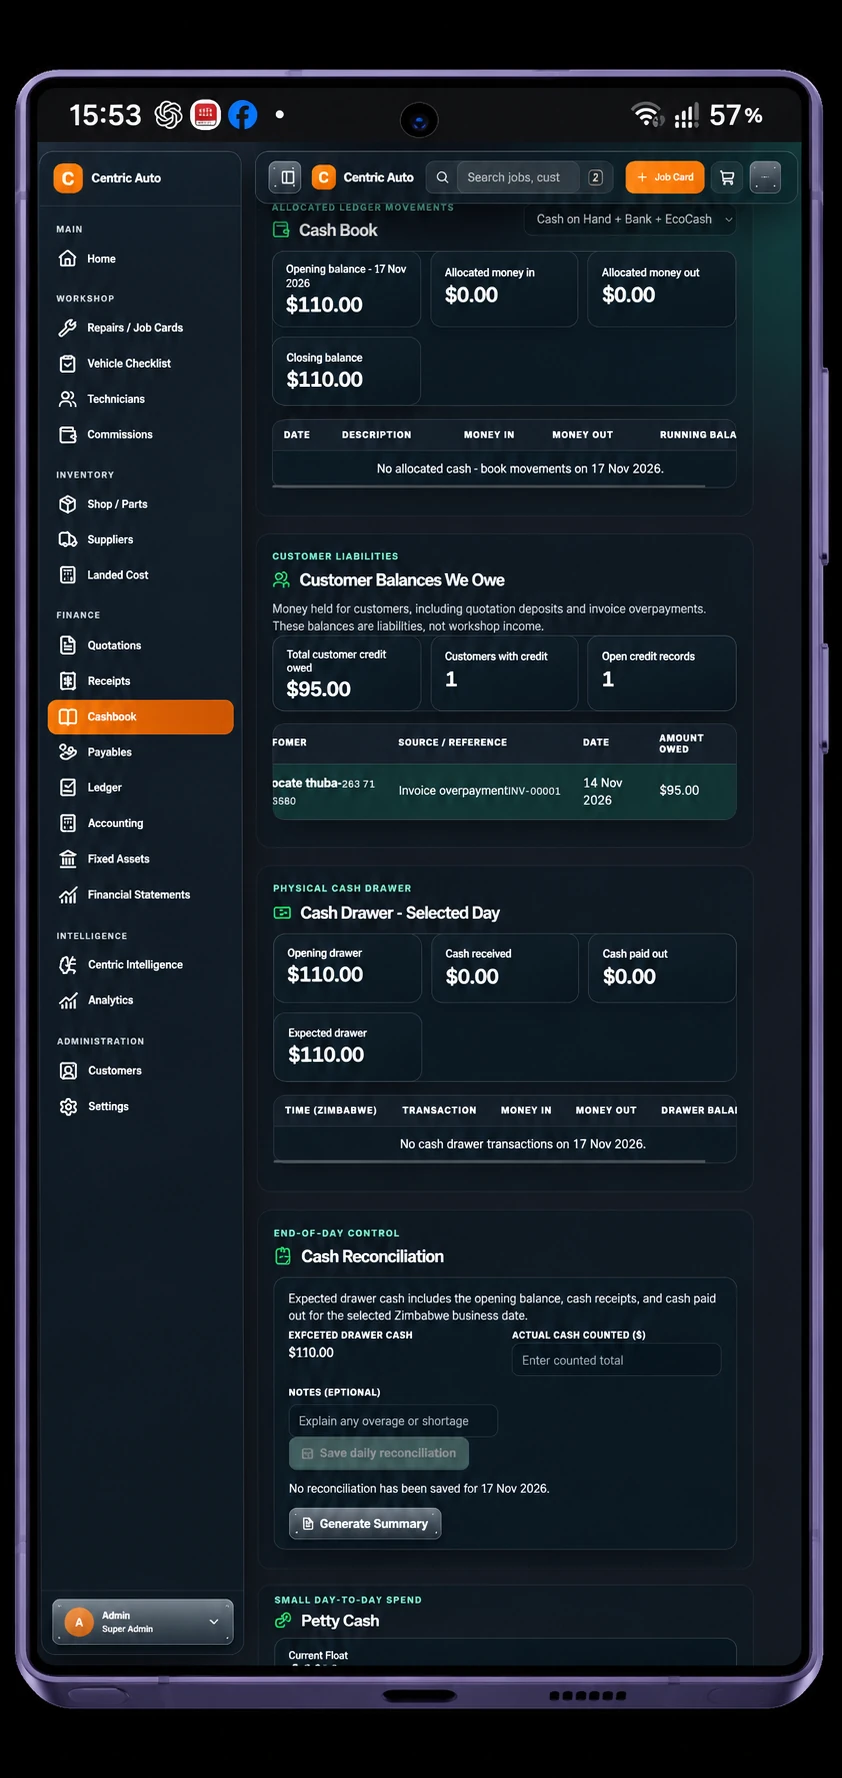 15:53
57%
Centric Auto
MAIN
Home
WORKSHOP
Repairs / Job Cards
Vehicle Checklist
Technicians
Commissions
INVENTORY
Shop / Parts
Suppliers
Landed Cost
FINANCE
Quotations
Receipts
Cashbook
Payables
Ledger
Accounting
Fixed Assets
Financial Statements
INTELLIGENCE
Centric Intelligence
Analytics
ADMINISTRATION
Customers
Settings
A
Admin
Super Admin
C
C Centric Auto
Search jobs, cust
2
+ Job Card
ALLOCATED LEDGER MOVEMENTS
Cash Book
Cash on Hand + Bank + EcoCash
Opening balance - 17 Nov
2026
$110.00
Allocated money in
$0.00
Allocated money out
$0.00
Closing balance
$110.00
DATE DESCRIPTION MONEY IN MONEY OUT RUNNING BALA
No allocated cash - book movements on 17 Nov 2026.
CUSTOMER LIABILITIES
Customer Balances We Owe
Money held for customers, including quotation deposits and invoice overpayments.
These balances are liabilities, not workshop income.
Total customer credit
owed
$95.00
Customers with credit
1
Open credit records
1
FOMER SOURCE / REFERENCE DATE AMOUNT
OWED
ocate thuba-263 71
Invoice overpaymentINV-00001
14 Nov
2026
$95.00
PHYSICAL CASH DRAWER
Cash Drawer - Selected Day
Opening drawer
$110.00
Cash received
$0.00
Cash paid out
$0.00
Expected drawer
$110.00
TIME (ZIMBABWE) TRANSACTION MONEY IN MONEY OUT DRAWER BALAI
No cash drawer transactions on 17 Nov 2026.
END-OF-DAY CONTROL
Cash Reconciliation
Expected drawer cash includes the opening balance, cash receipts, and cash paid
out for the selected Zimbabwe business date.
EXFCETED DRAWER CASH
$110.00
ACTUAL CASH COUNTED ($)
Enter counted total
NOTES (EPTIONAL)
Explain any overage or shortage
Save daily reconciliation
No reconciliation has been saved for 17 Nov 2026.
Generate Summary
SMALL DAY-TO-DAY SPEND
Petty Cash
Current Float